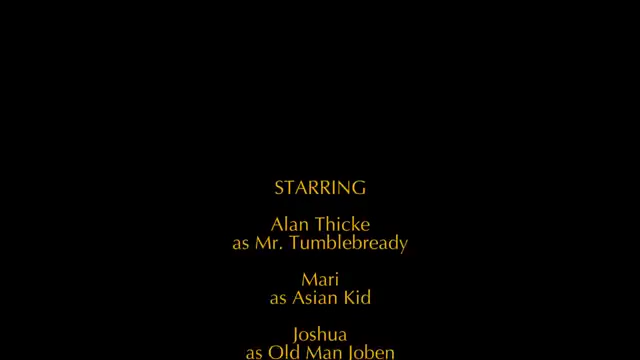 STARRING
Alan Thicke
as Mr. Tumblebready
Mari
as Asian Kid
Joshua
as Old Man Joben